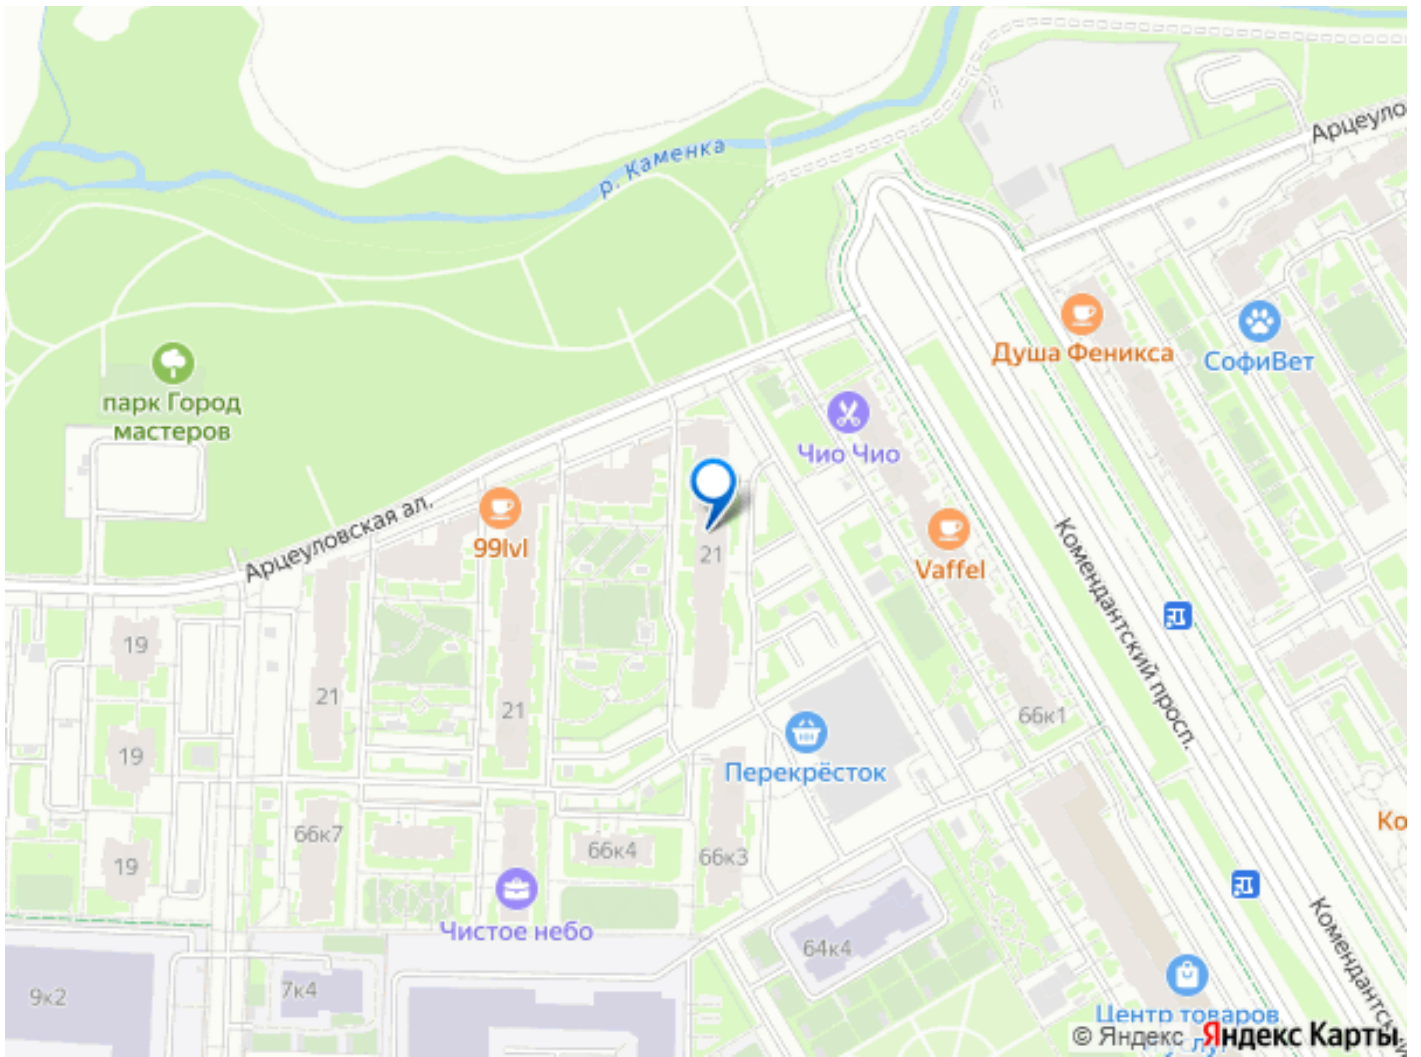 Арцеуло
р. Каменка
Душа Феникса
СофиВет
парк Город
мастеров
Чио Чио
Арцеуловская ал.
99lvl
Vaffel
21
Комендантский просп.
19
21
21
66к1
19
Перекрёсток
Ко
66к7
66к4
66к3
19
Чистое небо
Комендантский
64к4
9к2
7к4
Центр товаров
© Яндекс
Яндекс Карты